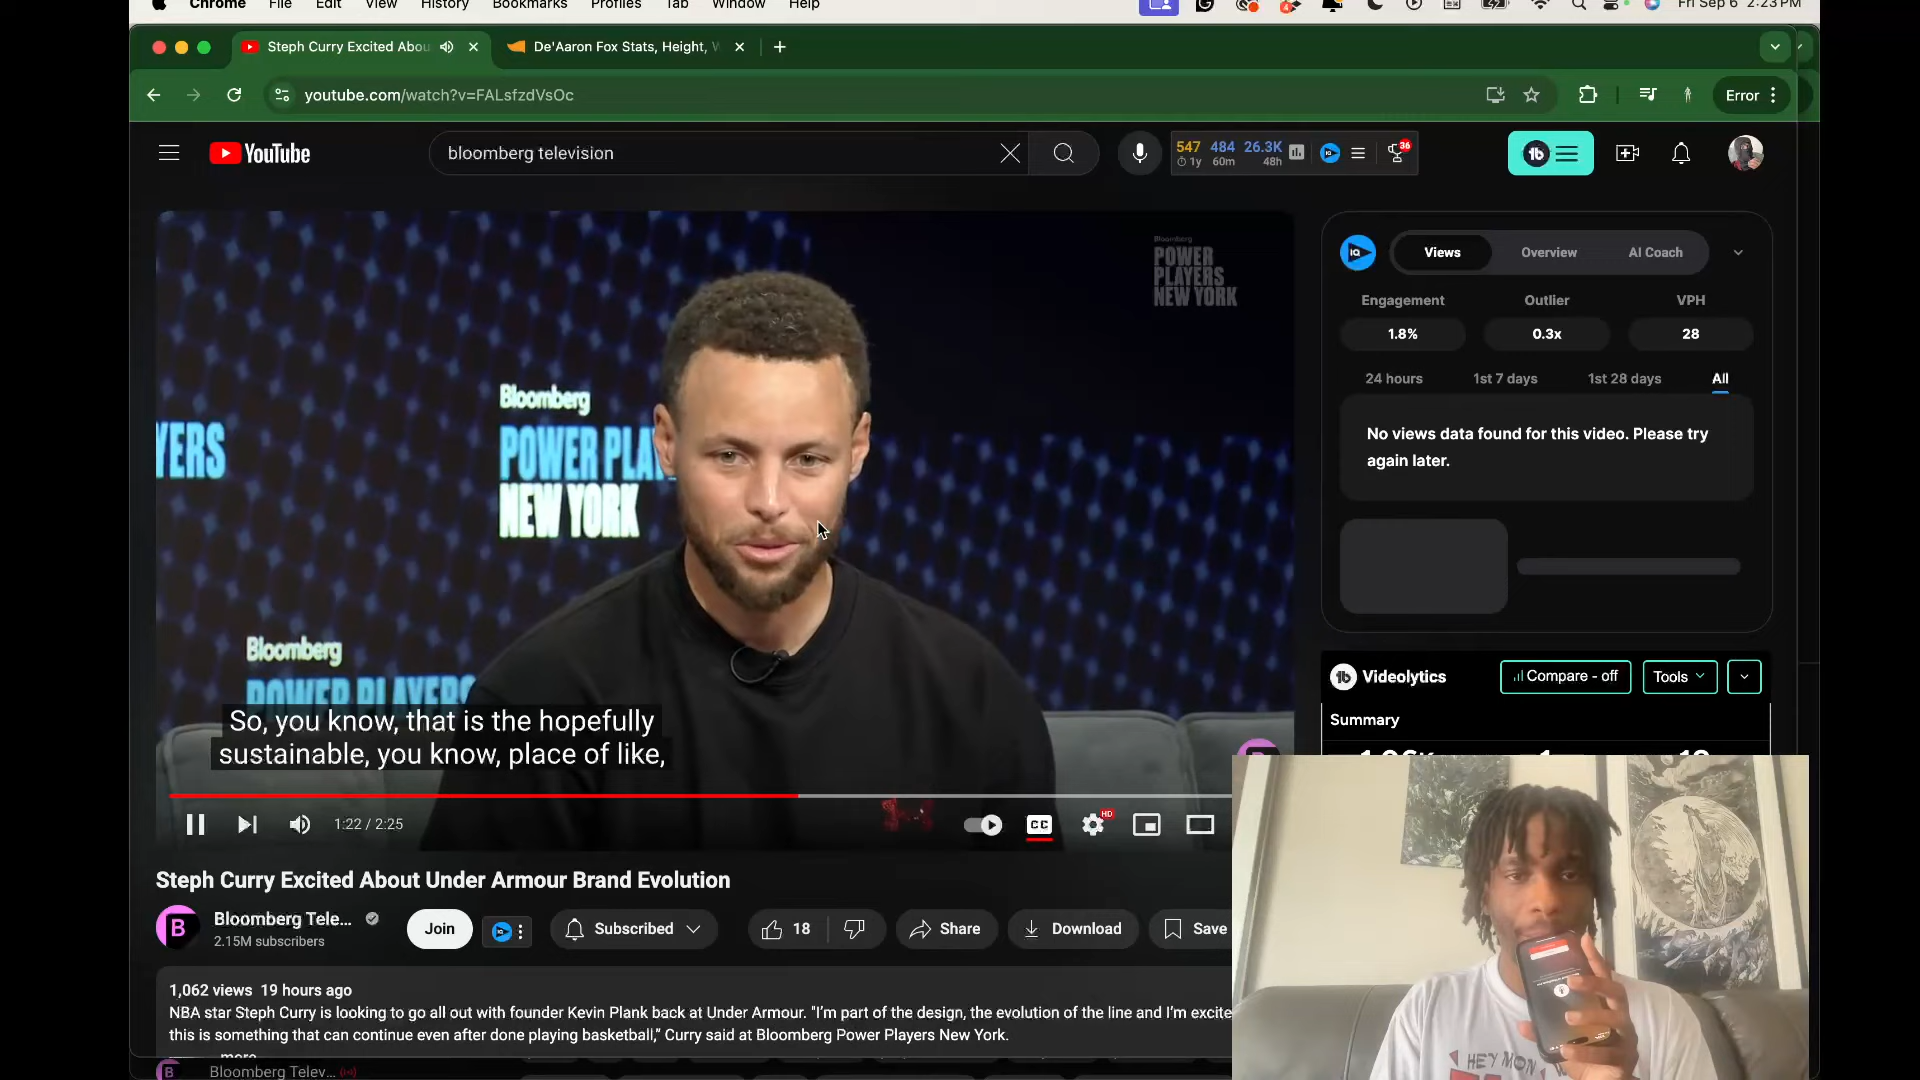 Chrome File Edit View History Bookmarks Profiles Tab Window Help
Fri Sep 6 2:23 PM
Steph Curry Excited Abou
De'Aaron Fox Stats, Height, W
youtube.com/watch?v=FALsfzdVsOc
Error
YouTube
bloomberg television
547 484 26.3K
1y 60m 48h
36
Bloomberg
POWER
PLAYERS
NEW YORK
Bloomberg
POWER PLA
NEW YORK
YERS
Bloomberg
POWER PLAYERS
So, you know, that is the hopefully
sustainable, you know, place of like,
1:22 / 2:25
CC
HD
Views Overview AI Coach
Engagement Outlier VPH
1.8% 0.3x 28
24 hours 1st 7 days 1st 28 days All
No views data found for this video. Please try
again later.
Videolytics
Compare - off
Tools
Summary
Steph Curry Excited About Under Armour Brand Evolution
Bloomberg Tele...
2.15M subscribers
Join
Subscribed
18
Share
Download
Save
1,062 views 19 hours ago
NBA star Steph Curry is looking to go all out with founder Kevin Plank back at Under Armour. "I'm part of the design, the evolution of the line and I'm excite
this is something that can continue even after done playing basketball," Curry said at Bloomberg Power Players New York.
Bloomberg Telev...
HEY MON